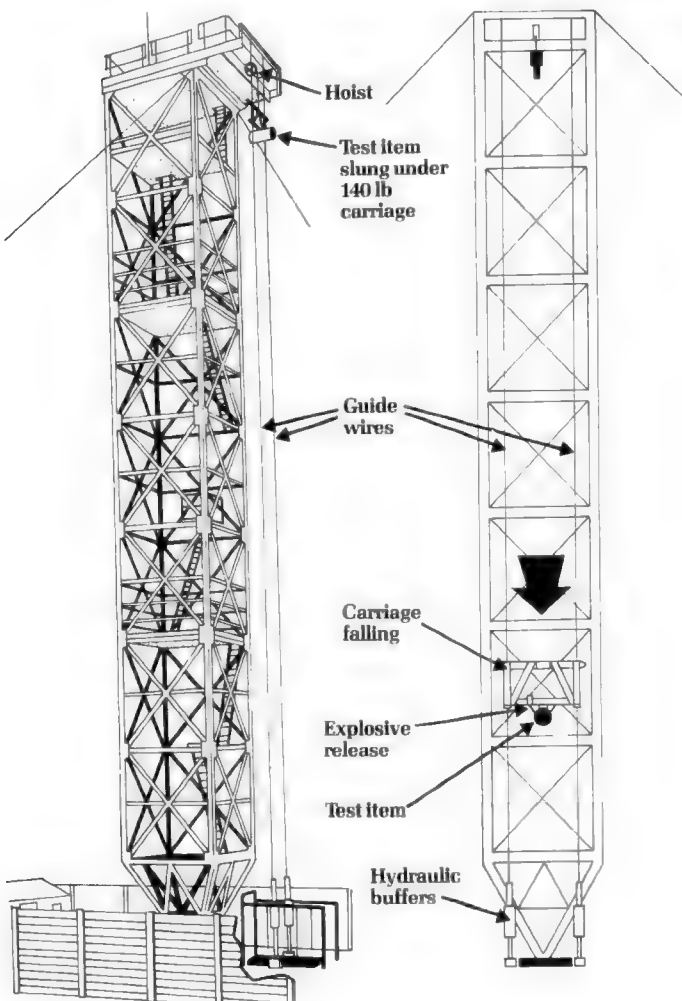 Hoist
Test item
slung under
140 lb
carriage
Guide
wires
Carriage
falling
Explosive
release
Test item
Hydraulic
buffers